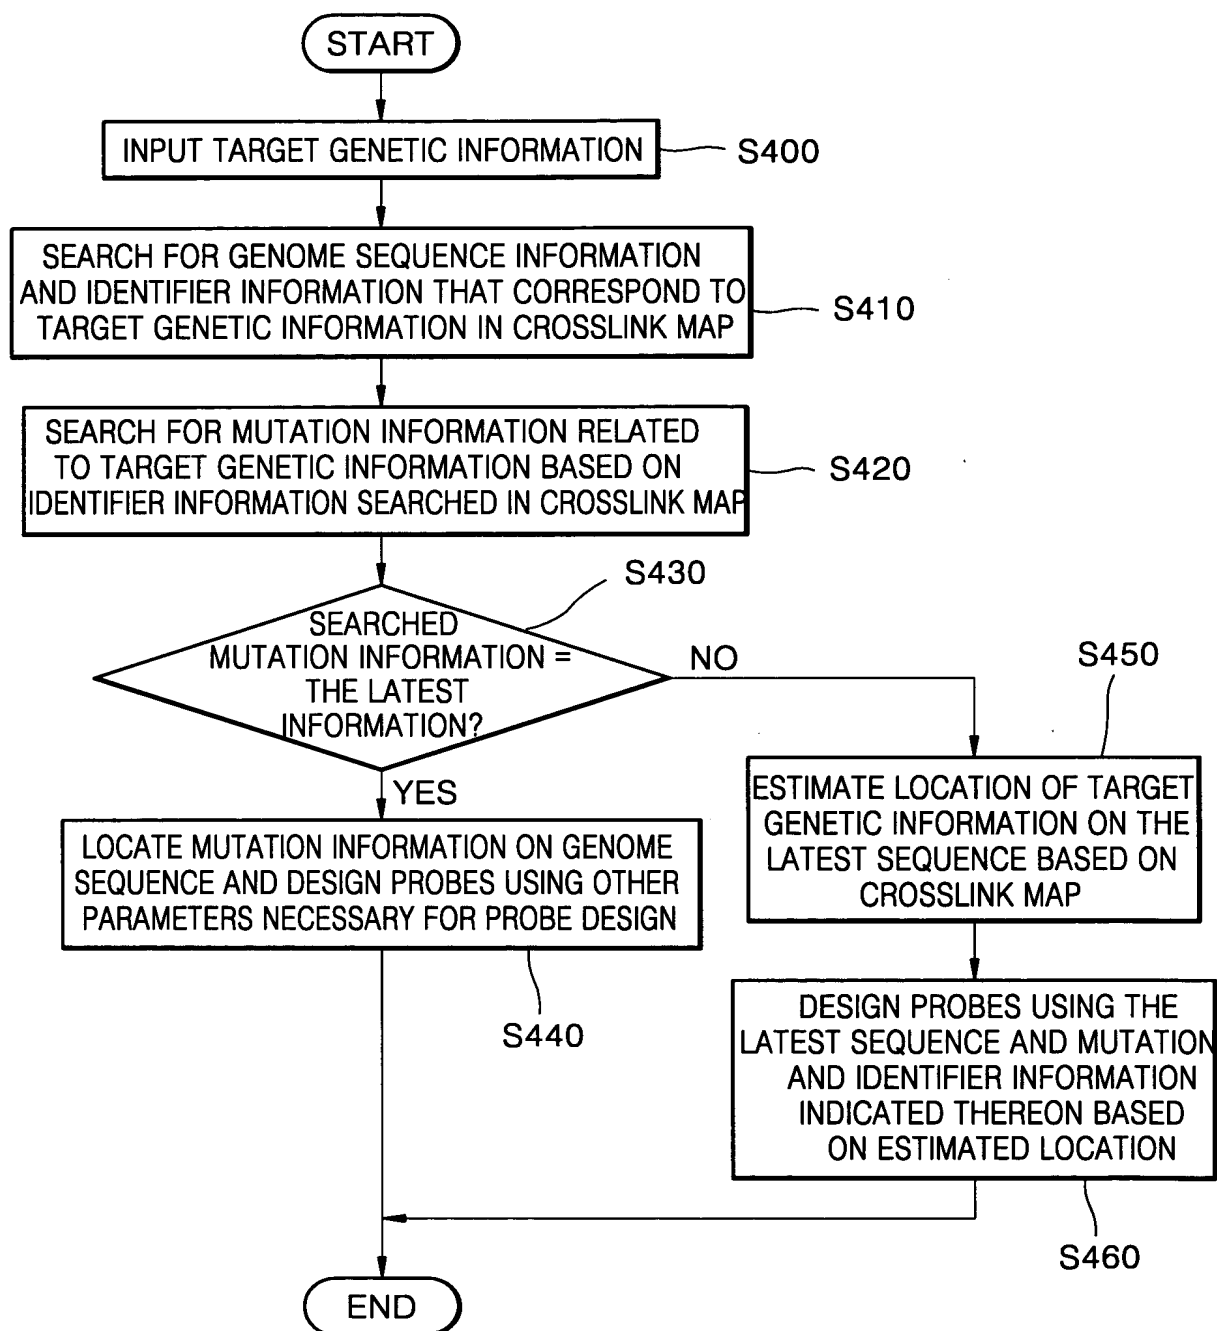 START
INPUT TARGET GENETIC INFORMATION
S400
SEARCH FOR GENOME SEQUENCE INFORMATION
AND IDENTIFIER INFORMATION THAT CORRESPOND TO
TARGET GENETIC INFORMATION IN CROSSLINK MAP
S410
SEARCH FOR MUTATION INFORMATION RELATED
TO TARGET GENETIC INFORMATION BASED ON
IDENTIFIER INFORMATION SEARCHED IN CROSSLINK MAP
S420
S430
SEARCHED
MUTATION INFORMATION =
THE LATEST
INFORMATION?
NO
YES
LOCATE MUTATION INFORMATION ON GENOME
SEQUENCE AND DESIGN PROBES USING OTHER
PARAMETERS NECESSARY FOR PROBE DESIGN
S440
S450
ESTIMATE LOCATION OF TARGET
GENETIC INFORMATION ON THE
LATEST SEQUENCE BASED ON
CROSSLINK MAP
DESIGN PROBES USING THE
LATEST SEQUENCE AND MUTATION
AND IDENTIFIER INFORMATION
INDICATED THEREON BASED
ON ESTIMATED LOCATION
S460
END